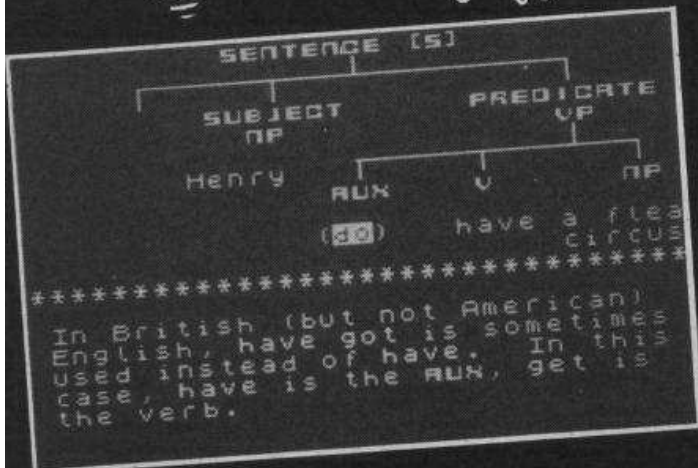 SENTENCE [S]
SUBJECT PREDICATE
NP VP
Henry AUX V NP
(do) have a flea
circus
*********************************
In British (but not American)
English, have got is sometimes
used instead of have. In this
case, have is the AUX, get is
the verb.